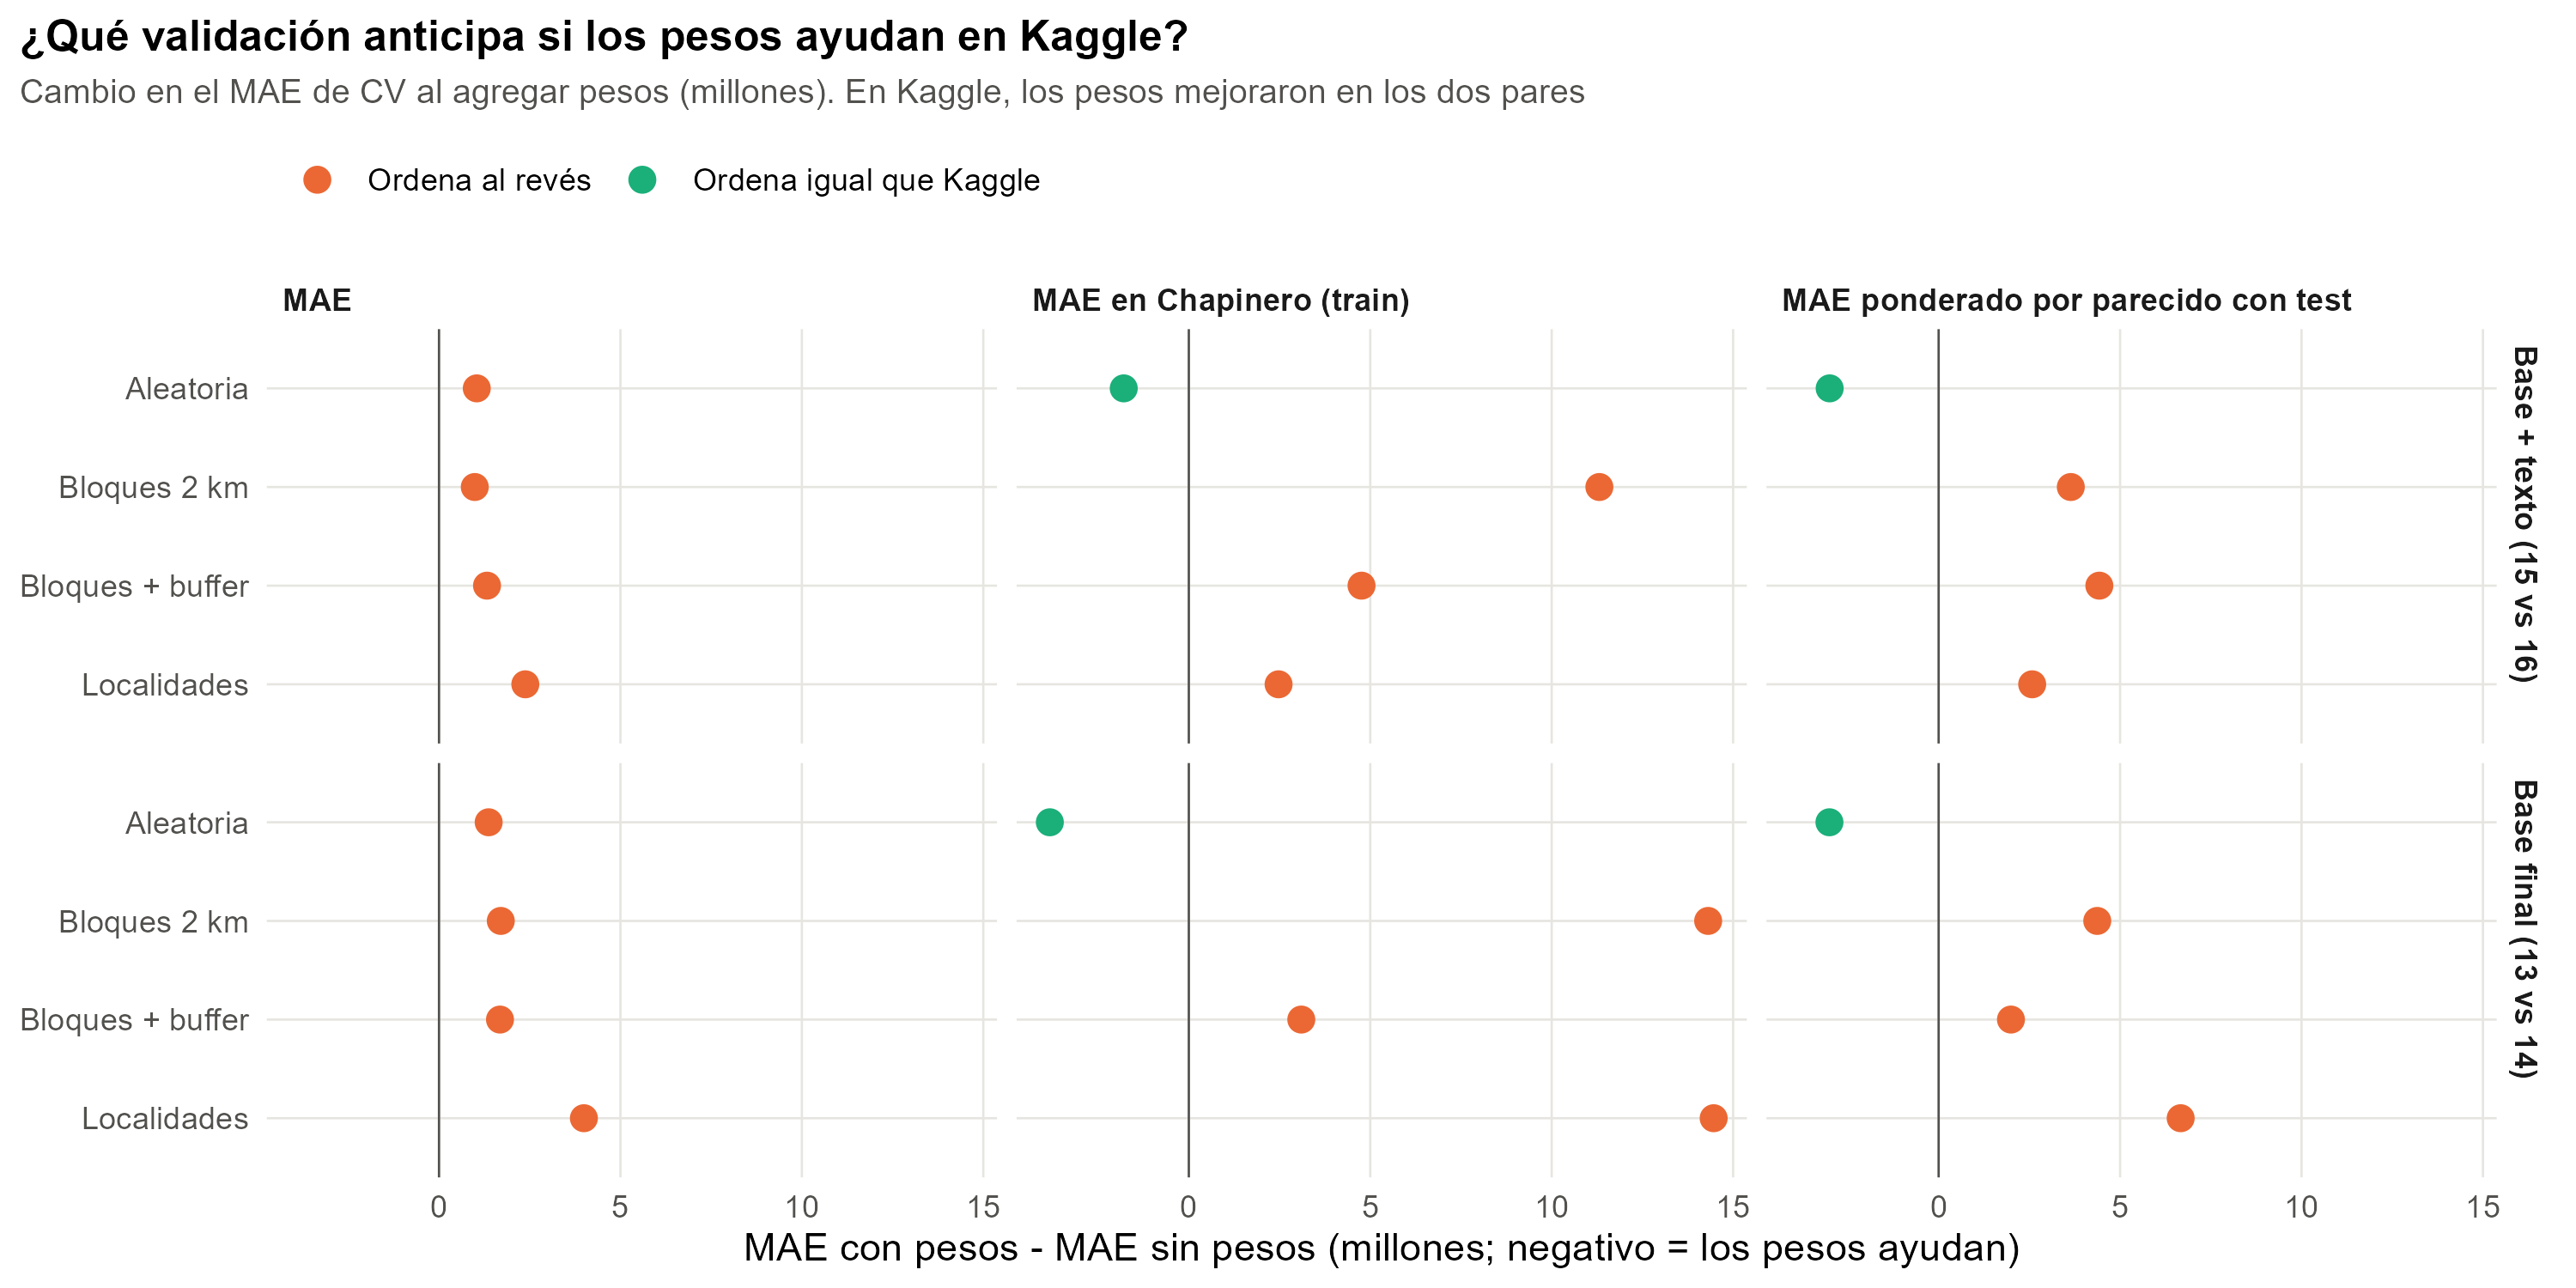 ¿Qué validación anticipa si los pesos ayudan en Kaggle?
Cambio en el MAE de CV al agregar pesos (millones). En Kaggle, los pesos mejoraron en los dos pares
Ordena al revés
Ordena igual que Kaggle
MAE
MAE en Chapinero (train)
MAE ponderado por parecido con test
Aleatoria
Bloques 2 km
Bloques + buffer
Localidades
Base + texto (15 vs 16)
Aleatoria
Bloques 2 km
Bloques + buffer
Localidades
Base final (13 vs 14)
0 5 10 15
0 5 10 15
0 5 10 15
MAE con pesos - MAE sin pesos (millones; negativo = los pesos ayudan)